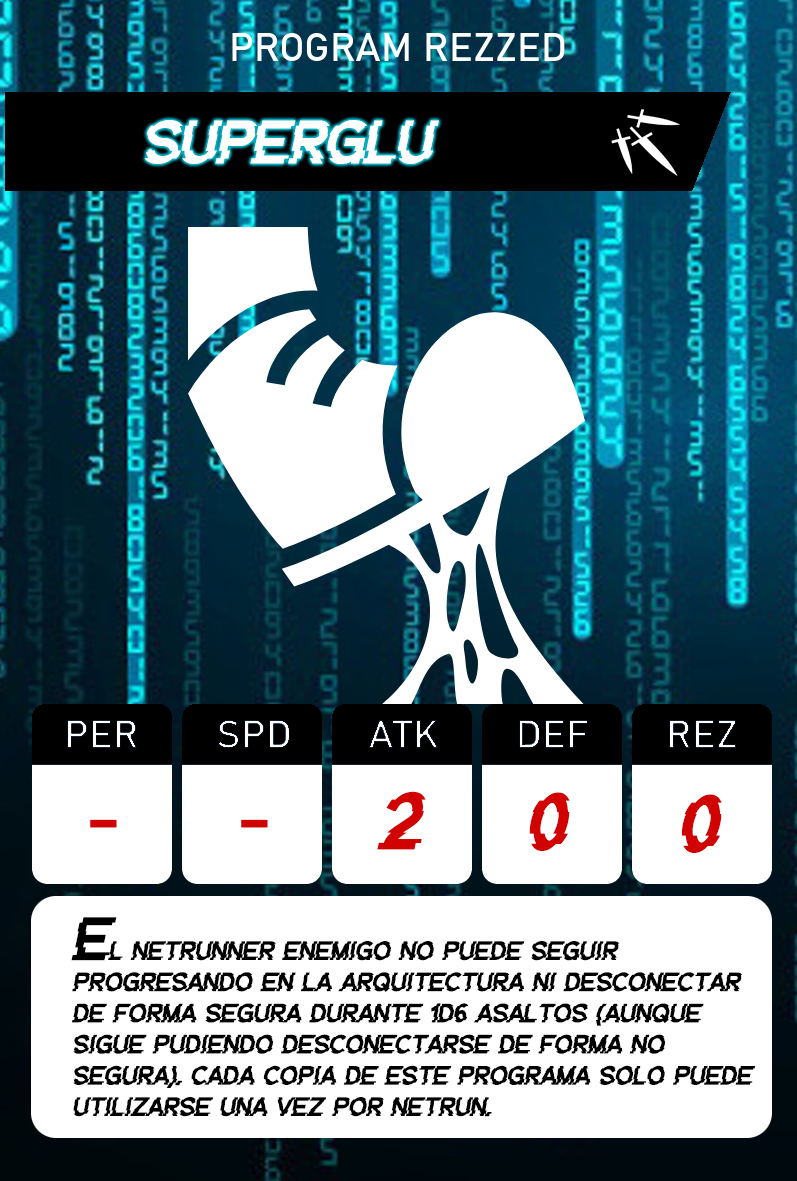 PROGRAM REZZED
SUPERGLU
PER SPD ATK DEF REZ
- - 2 0 0
EL NETRUNNER ENEMIGO NO PUEDE SEGUIR
PROGRESANDO EN LA ARQUITECTURA NI DESCONECTAR
DE FORMA SEGURA DURANTE 1D6 ASALTOS (AUNQUE
SIGUE PUDIENDO DESCONECTARSE DE FORMA NO
SEGURA). CADA COPIA DE ESTE PROGRAMA SOLO PUEDE
UTILIZARSE UNA VEZ POR NETRUN.